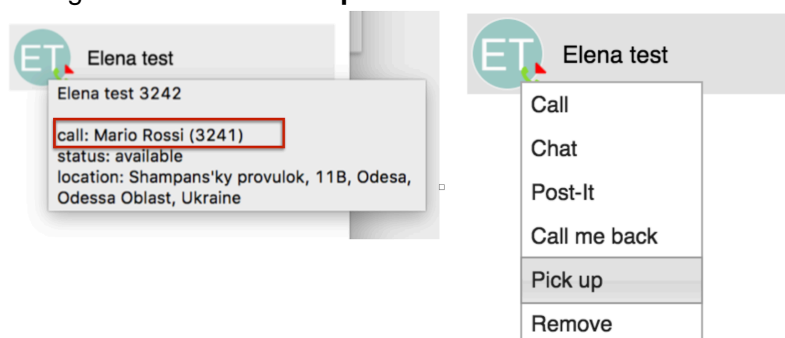 ET
Elena test
Elena test 3242
call: Mario Rossi (3241)
status: available
location: Shampans'ky provulok, 11B, Odesa,
Odessa Oblast, Ukraine
ET
Elena test
Call
Chat
Post-It
Call me back
Pick up
Remove